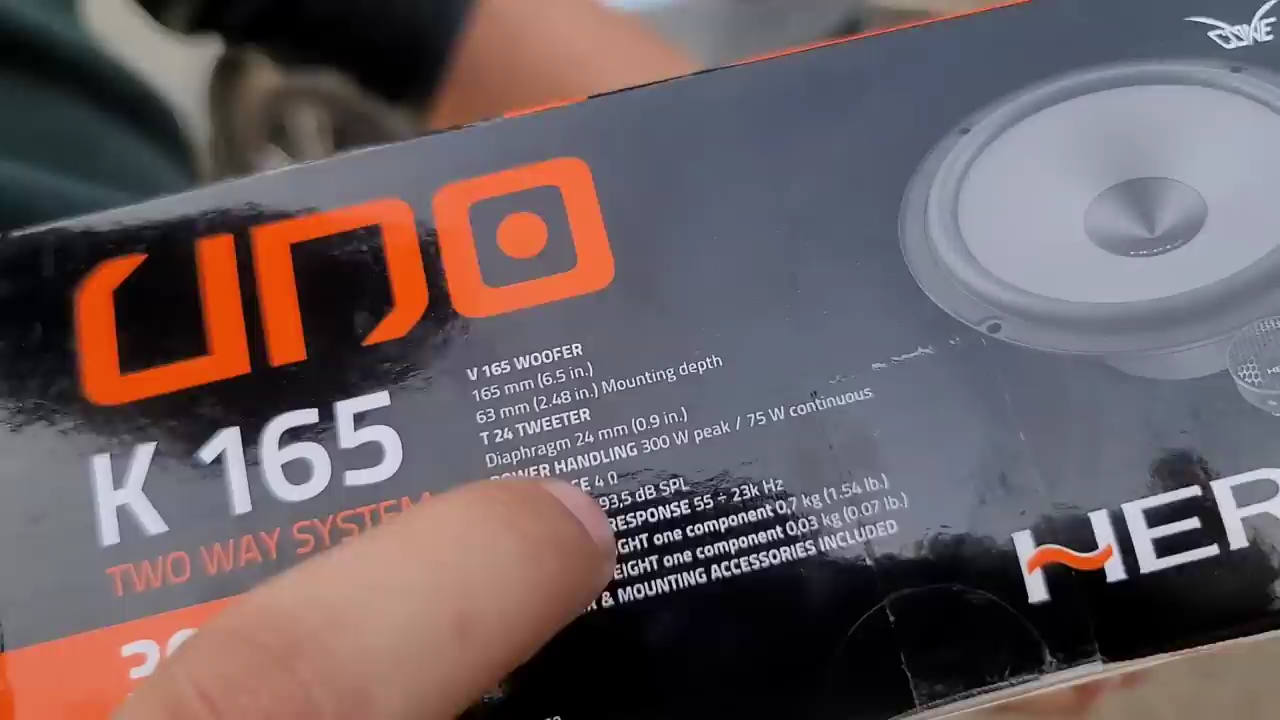 UNO
K 165
TWO WAY SYSTEM
V 165 WOOFER
165 mm (6.5 in.)
63 mm (2.48 in.) Mounting depth
T 24 TWEETER
Diaphragm 24 mm (0.9 in.)
POWER HANDLING 300 W peak / 75 W continuous
CE 4 Ω
93,5 dB SPL
RESPONSE 55 ÷ 23k Hz
GHT one component 0,7 kg (1.54 lb.)
EIGHT one component 0,03 kg (0.07 lb.)
& MOUNTING ACCESSORIES INCLUDED
HER